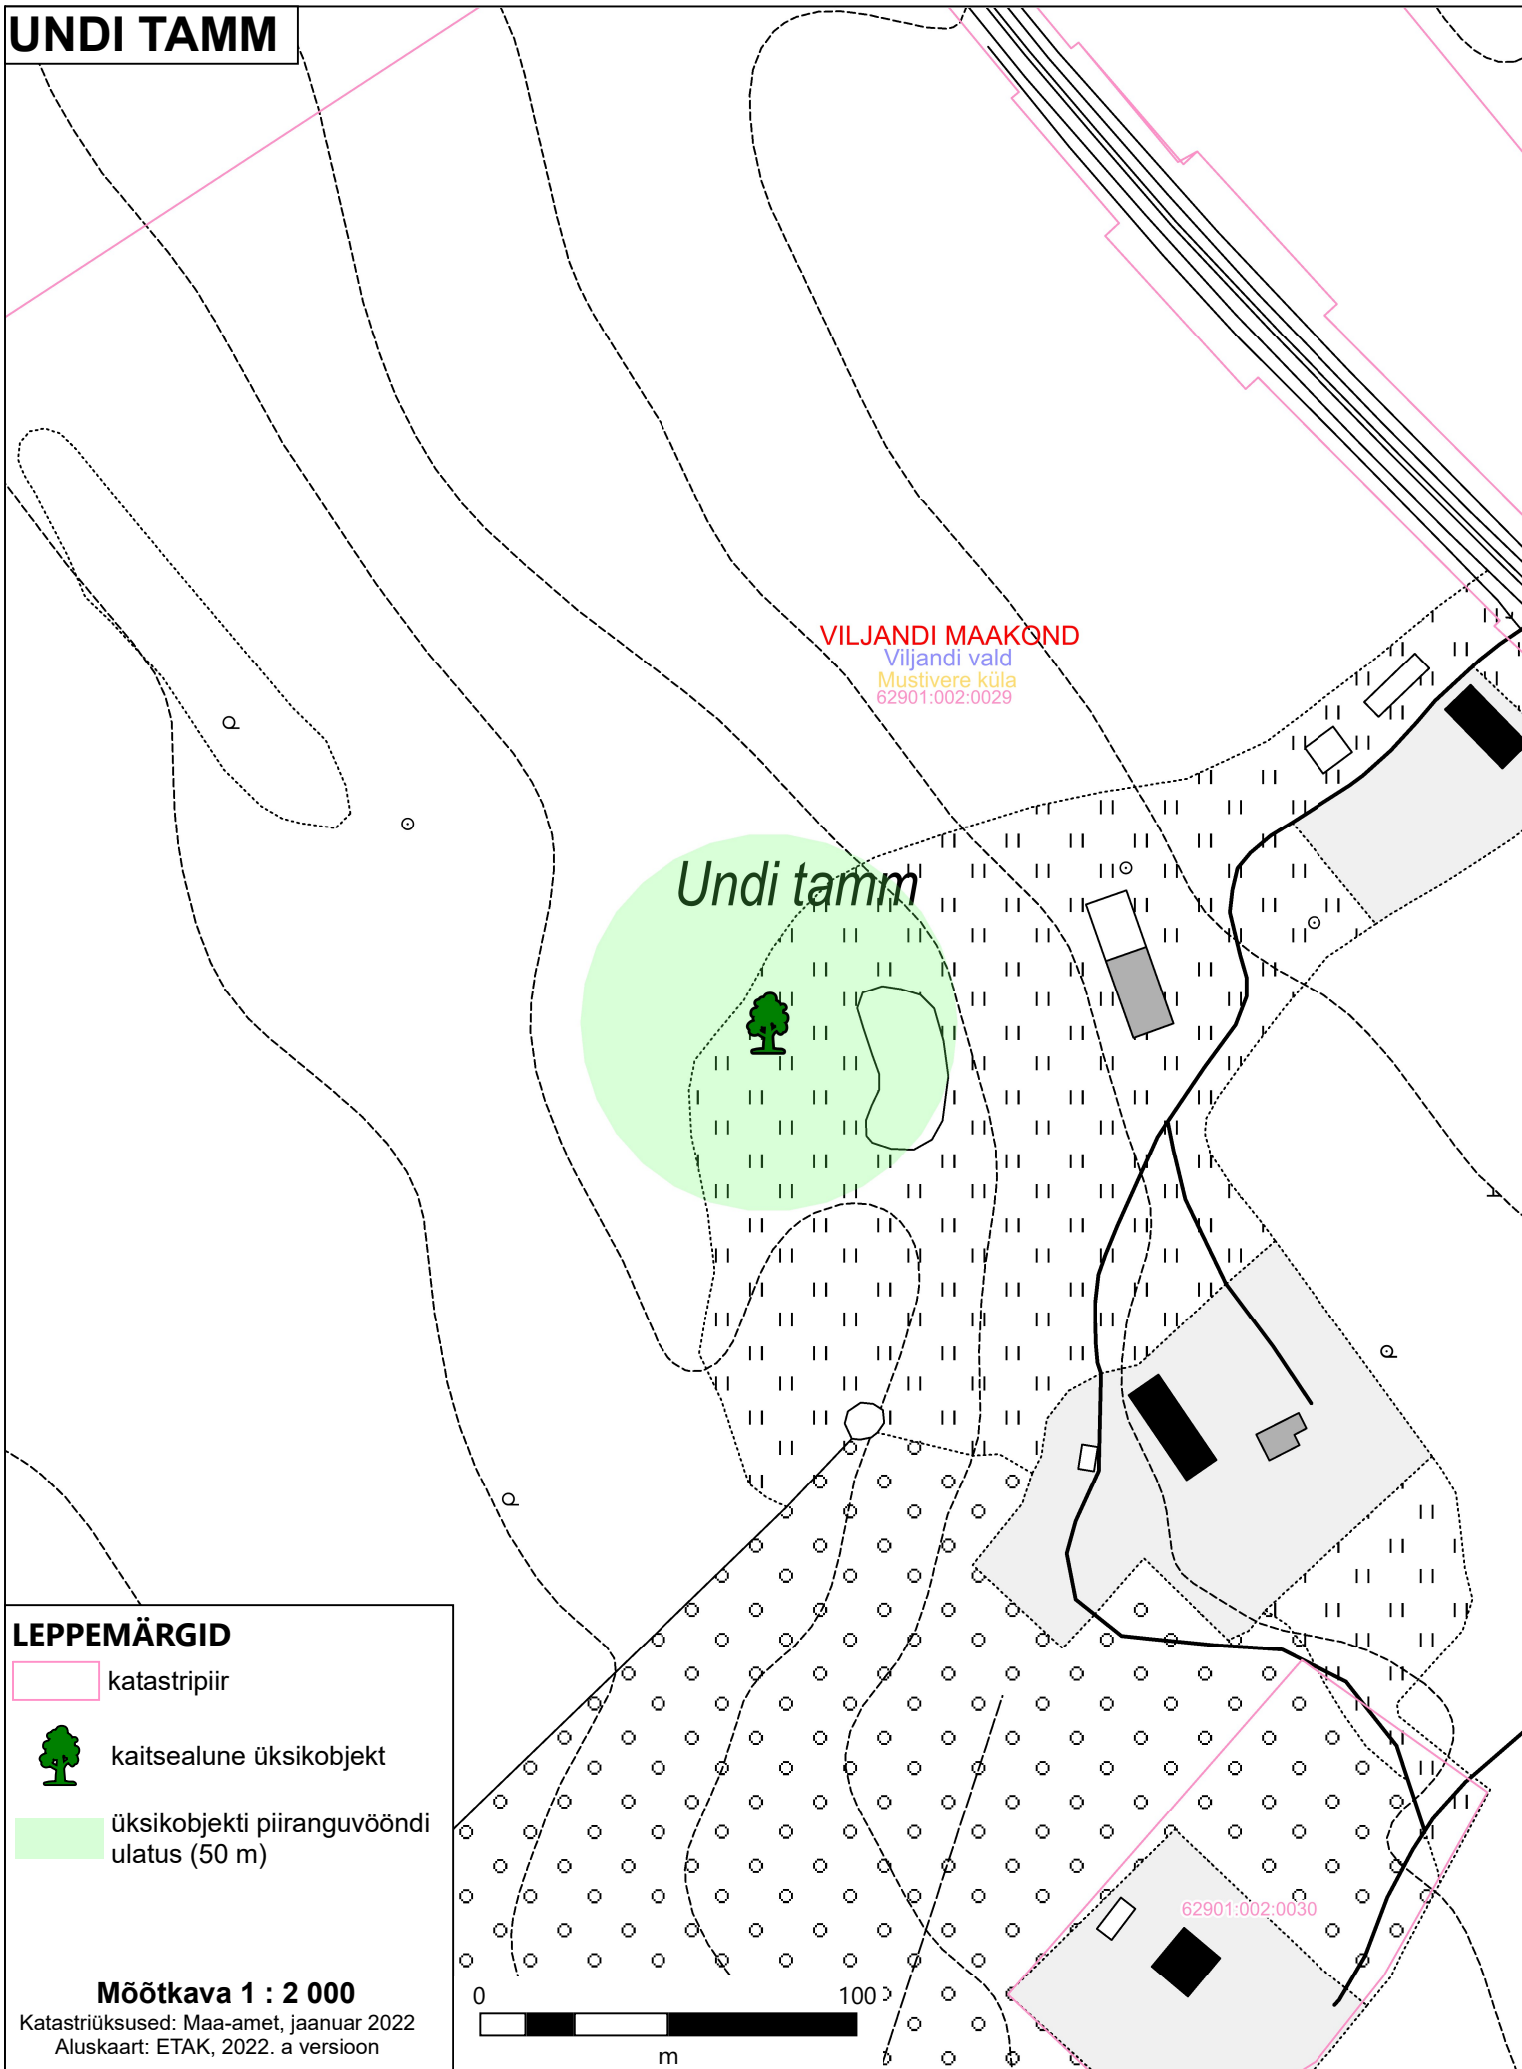 UNDI TAMM
VILJANDI MAAKOND
Viljandi vald
Mustivere küla
62901:002:0029
Undi tamm
LEPPEMÄRGID
katastripiir
kaitsealune üksikobjekt
üksikobjekti piiranguvööndi
ulatus (50 m)
62901:002:0030
Mõõtkava 1 : 2 000
Katastriüksused: Maa-amet, jaanuar 2022
Aluskaart: ETAK, 2022. a versioon
0 100
m